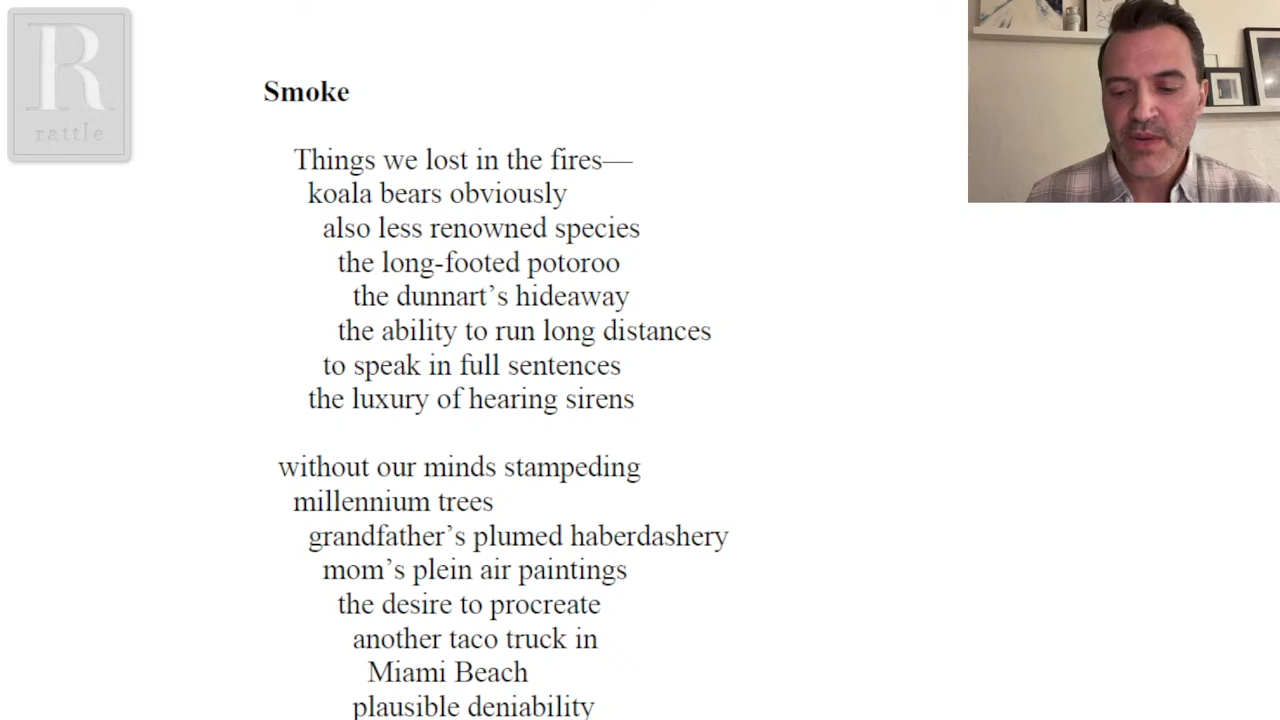 R
rattle
Smoke
Things we lost in the fires—
koala bears obviously
also less renowned species
the long-footed potoroo
the dunnart’s hideaway
the ability to run long distances
to speak in full sentences
the luxury of hearing sirens
without our minds stampeding
millennium trees
grandfather’s plumed haberdashery
mom’s plein air paintings
the desire to procreate
another taco truck in
Miami Beach
plausible deniability